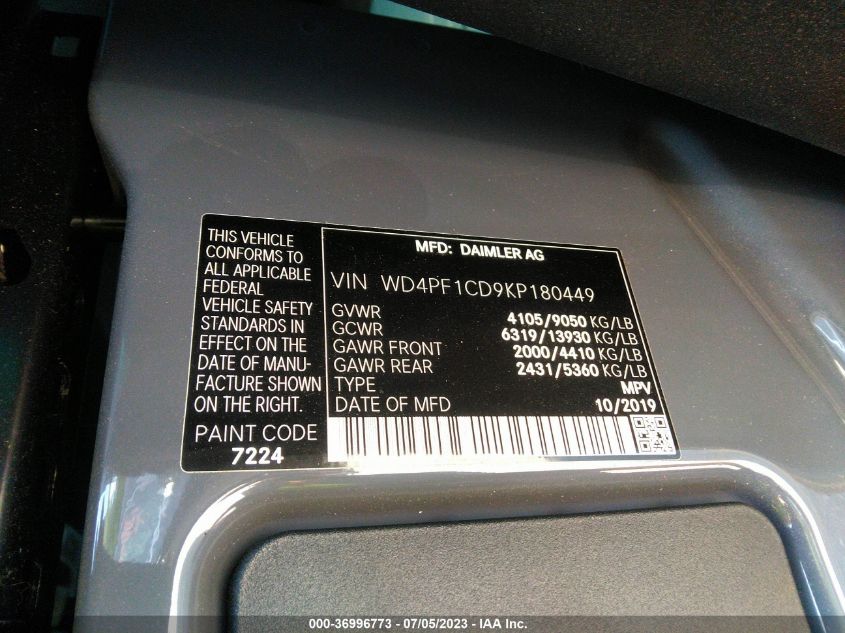 THIS VEHICLE
CONFORMS TO
ALL APPLICABLE
FEDERAL
VEHICLE SAFETY
STANDARDS IN
EFFECT ON THE
DATE OF MANU-
FACTURE SHOWN
ON THE RIGHT.
PAINT CODE
7224
MFD: DAIMLER AG
VIN WD4PF1CD9KP180449
GVWR 4105/9050 KG/LB
GCWR 6319/13930 KG/LB
GAWR FRONT 2000/4410 KG/LB
GAWR REAR 2431/5360 KG/LB
TYPE MPV
DATE OF MFD 10/2019
000-36996773 - 07/05/2023 - IAA Inc.